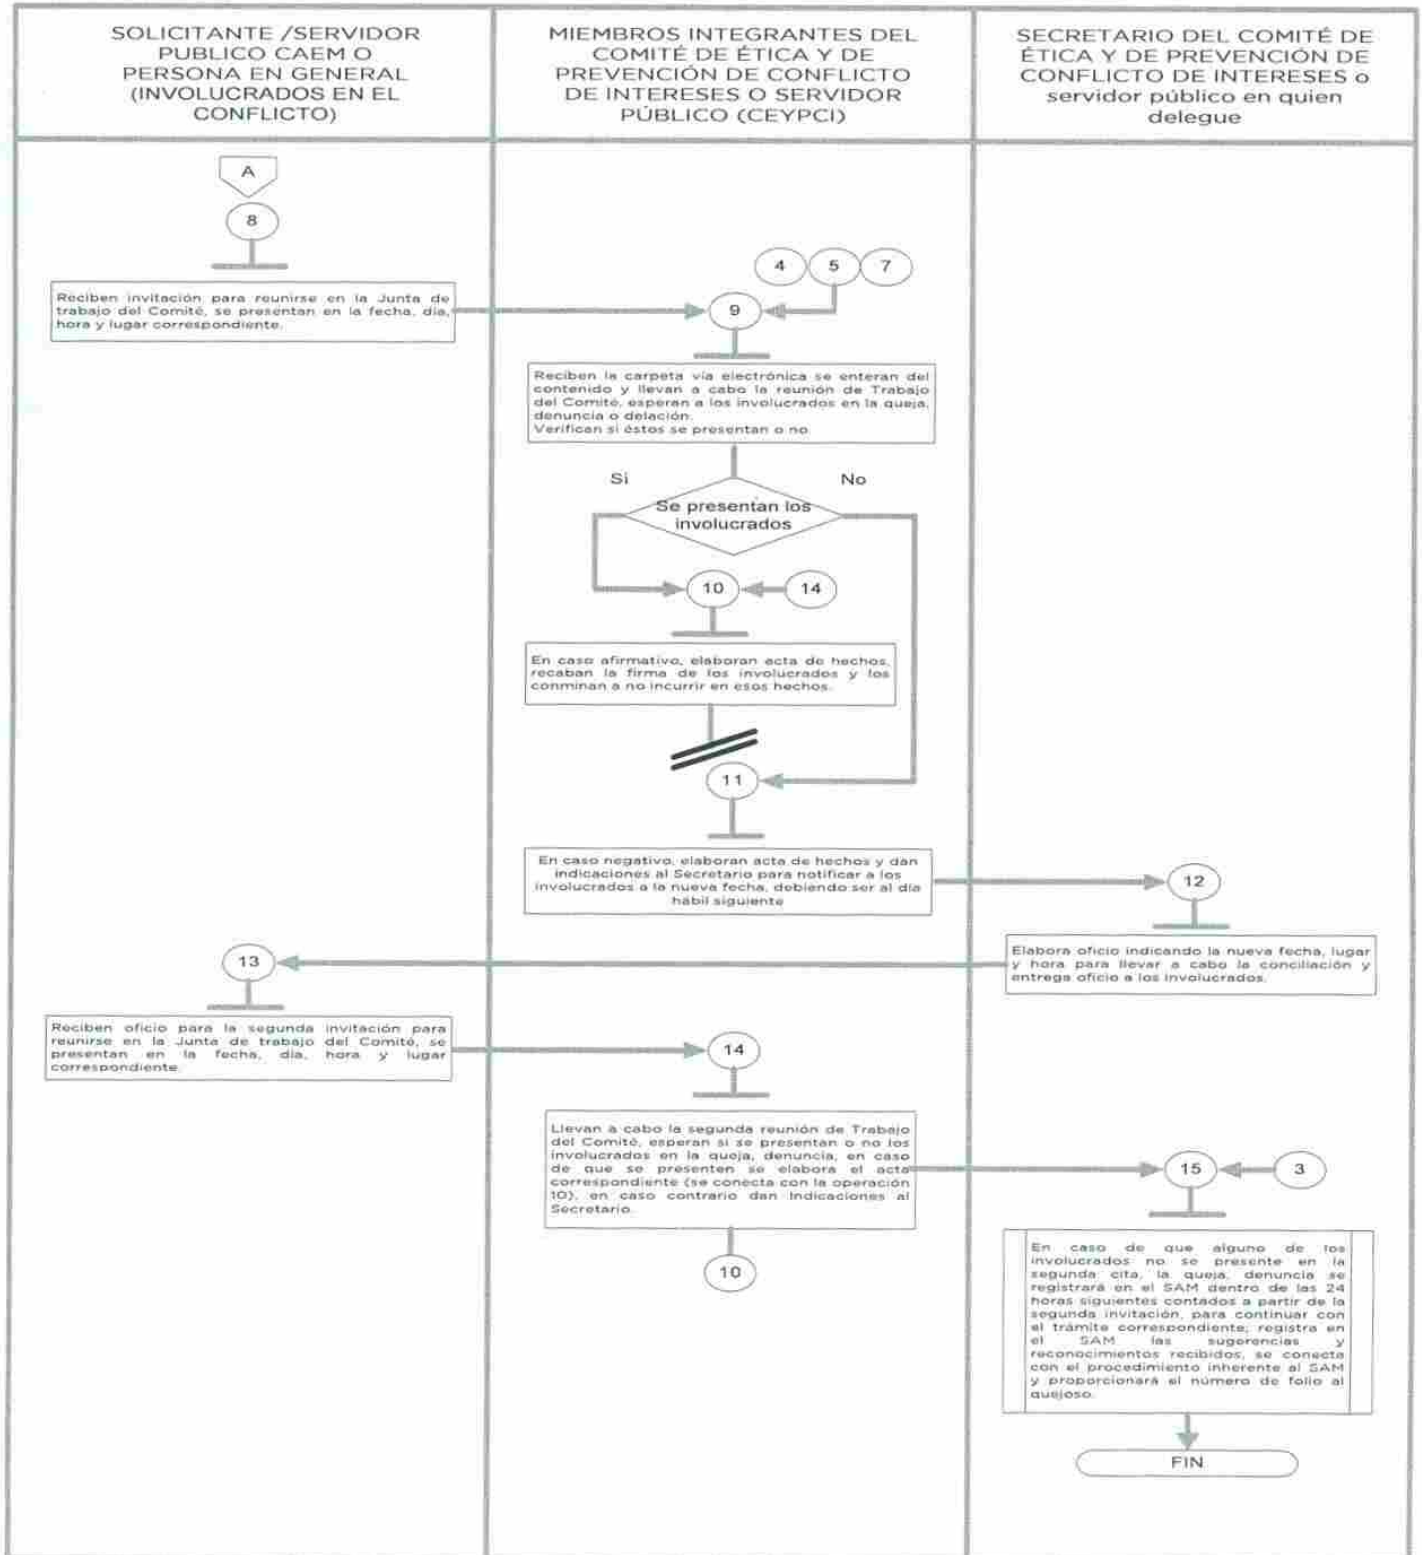 SOLICITANTE /SERVIDOR
PUBLICO CAEM O
PERSONA EN GENERAL
(INVOLUCRADOS EN EL
CONFLICTO)
MIEMBROS INTEGRANTES DEL
COMITÉ DE ÉTICA Y DE
PREVENCIÓN DE CONFLICTO
DE INTERESES O SERVIDOR
PÚBLICO (CEYPCI)
SECRETARIO DEL COMITÉ DE
ÉTICA Y DE PREVENCIÓN DE
CONFLICTO DE INTERESES o
servidor público en quien
delegue
A
8
Reciben invitación para reunirse en la Junta de
trabajo del Comité, se presentan en la fecha, día,
hora y lugar correspondiente.
4 5 7
9
Reciben la carpeta vía electrónica se enteran del
contenido y llevan a cabo la reunión de Trabajo
del Comité, esperan a los involucrados en la queja,
denuncia o delación.
Verifican si éstos se presentan o no.
Si
No
Se presentan los
involucrados
10
14
En caso afirmativo, elaboran acta de hechos,
recaban la firma de los involucrados y los
conminan a no incurrir en esos hechos.
11
En caso negativo, elaboran acta de hechos y dan
indicaciones al Secretario para notificar a los
involucrados a la nueva fecha, debiendo ser al día
hábil siguiente
12
Elabora oficio indicando la nueva fecha, lugar
y hora para llevar a cabo la conciliación y
entrega oficio a los involucrados.
13
Reciben oficio para la segunda invitación para
reunirse en la Junta de trabajo del Comité, se
presentan en la fecha, día, hora y lugar
correspondiente.
14
Llevan a cabo la segunda reunión de Trabajo
del Comité, esperan si se presentan o no los
involucrados en la queja, denuncia, en caso
de que se presenten se elabora el acta
correspondiente (se conecta con la operación
10), en caso contrario dan Indicaciones al
Secretario.
10
15
3
En caso de que alguno de los
involucrados no se presente en la
segunda cita, la queja, denuncia se
registrará en el SAM dentro de las 24
horas siguientes contados a partir de la
segunda invitación, para continuar con
el trámite correspondiente; registra en
el SAM las sugerencias y
reconocimientos recibidos, se conecta
con el procedimiento inherente al SAM
y proporcionará el número de folio al
quejoso.
FIN